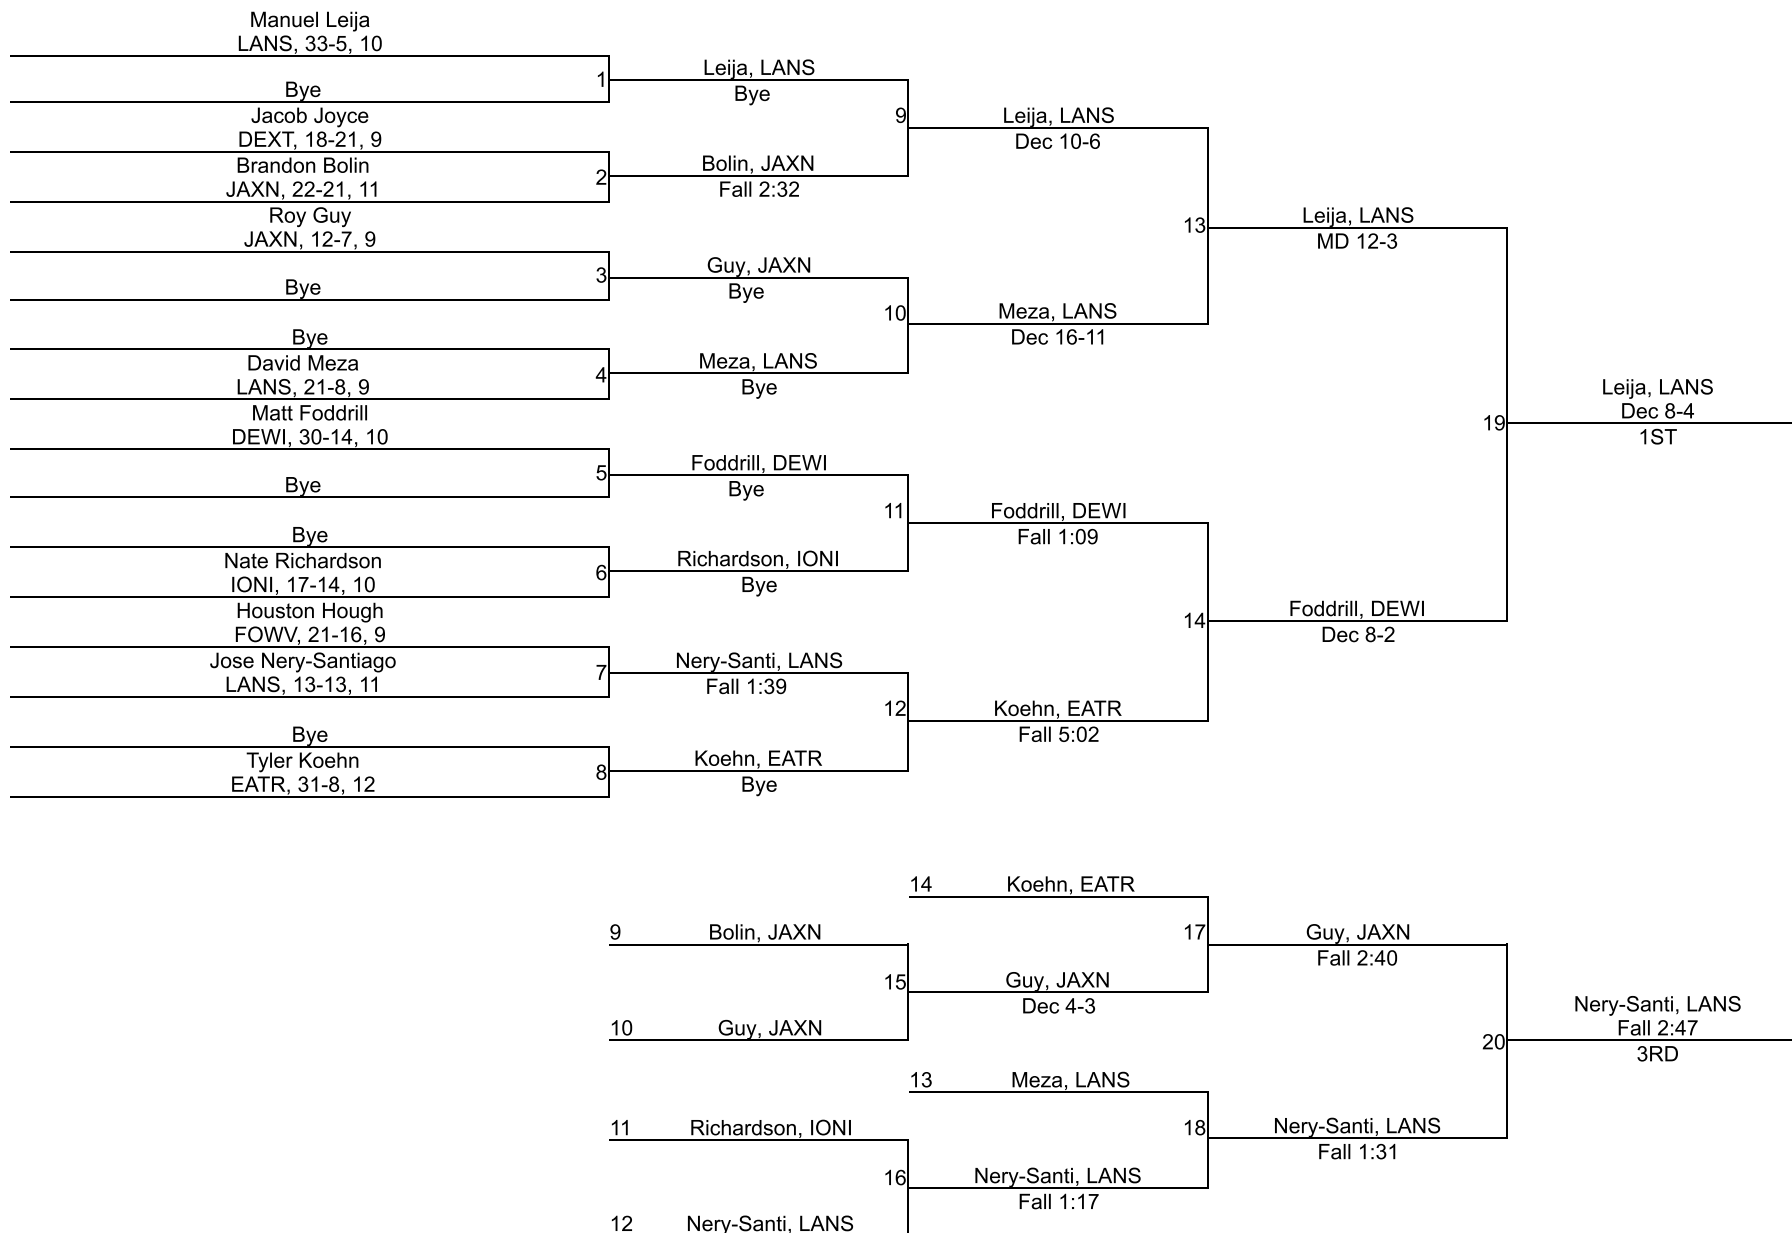 Manuel Leija
LANS, 33-5, 10
Bye
Jacob Joyce
DEXT, 18-21, 9
Brandon Bolin
JAXN, 22-21, 11
Roy Guy
JAXN, 12-7, 9
Bye
Bye
David Meza
LANS, 21-8, 9
Matt Foddrill
DEWI, 30-14, 10
Bye
Bye
Nate Richardson
IONI, 17-14, 10
Houston Hough
FOWV, 21-16, 9
Jose Nery-Santiago
LANS, 13-13, 11
Bye
Tyler Koehn
EATR, 31-8, 12
1
2
3
4
5
6
7
8
Leija, LANS
Bye
Bolin, JAXN
Fall 2:32
Guy, JAXN
Bye
Meza, LANS
Bye
Foddrill, DEWI
Bye
Richardson, IONI
Bye
Nery-Santi, LANS
Fall 1:39
Koehn, EATR
Bye
9
10
11
12
Leija, LANS
Dec 10-6
Meza, LANS
Dec 16-11
Foddrill, DEWI
Fall 1:09
Koehn, EATR
Fall 5:02
13
14
Leija, LANS
MD 12-3
Foddrill, DEWI
Dec 8-2
19
Leija, LANS
Dec 8-4
1ST
14 Koehn, EATR
9 Bolin, JAXN
15
10 Guy, JAXN
Guy, JAXN
Dec 4-3
17
Guy, JAXN
Fall 2:40
13 Meza, LANS
11 Richardson, IONI
16
12 Nery-Santi, LANS
Nery-Santi, LANS
Fall 1:17
18
Nery-Santi, LANS
Fall 1:31
20
Nery-Santi, LANS
Fall 2:47
3RD